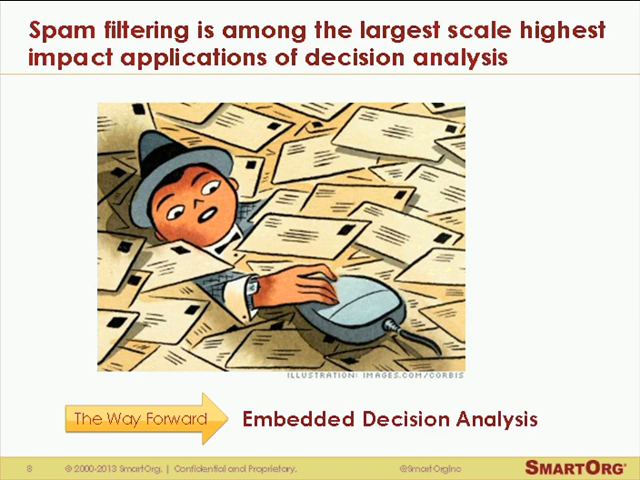 Spam filtering is among the largest scale highest
impact applications of decision analysis
ILLUSTRATION: IMAGES.COM/CORBIS
The Way Forward
Embedded Decision Analysis
8 © 2000-2013 SmartOrg. | Confidential and Proprietary. @SmartOrgInc SMARTORG®